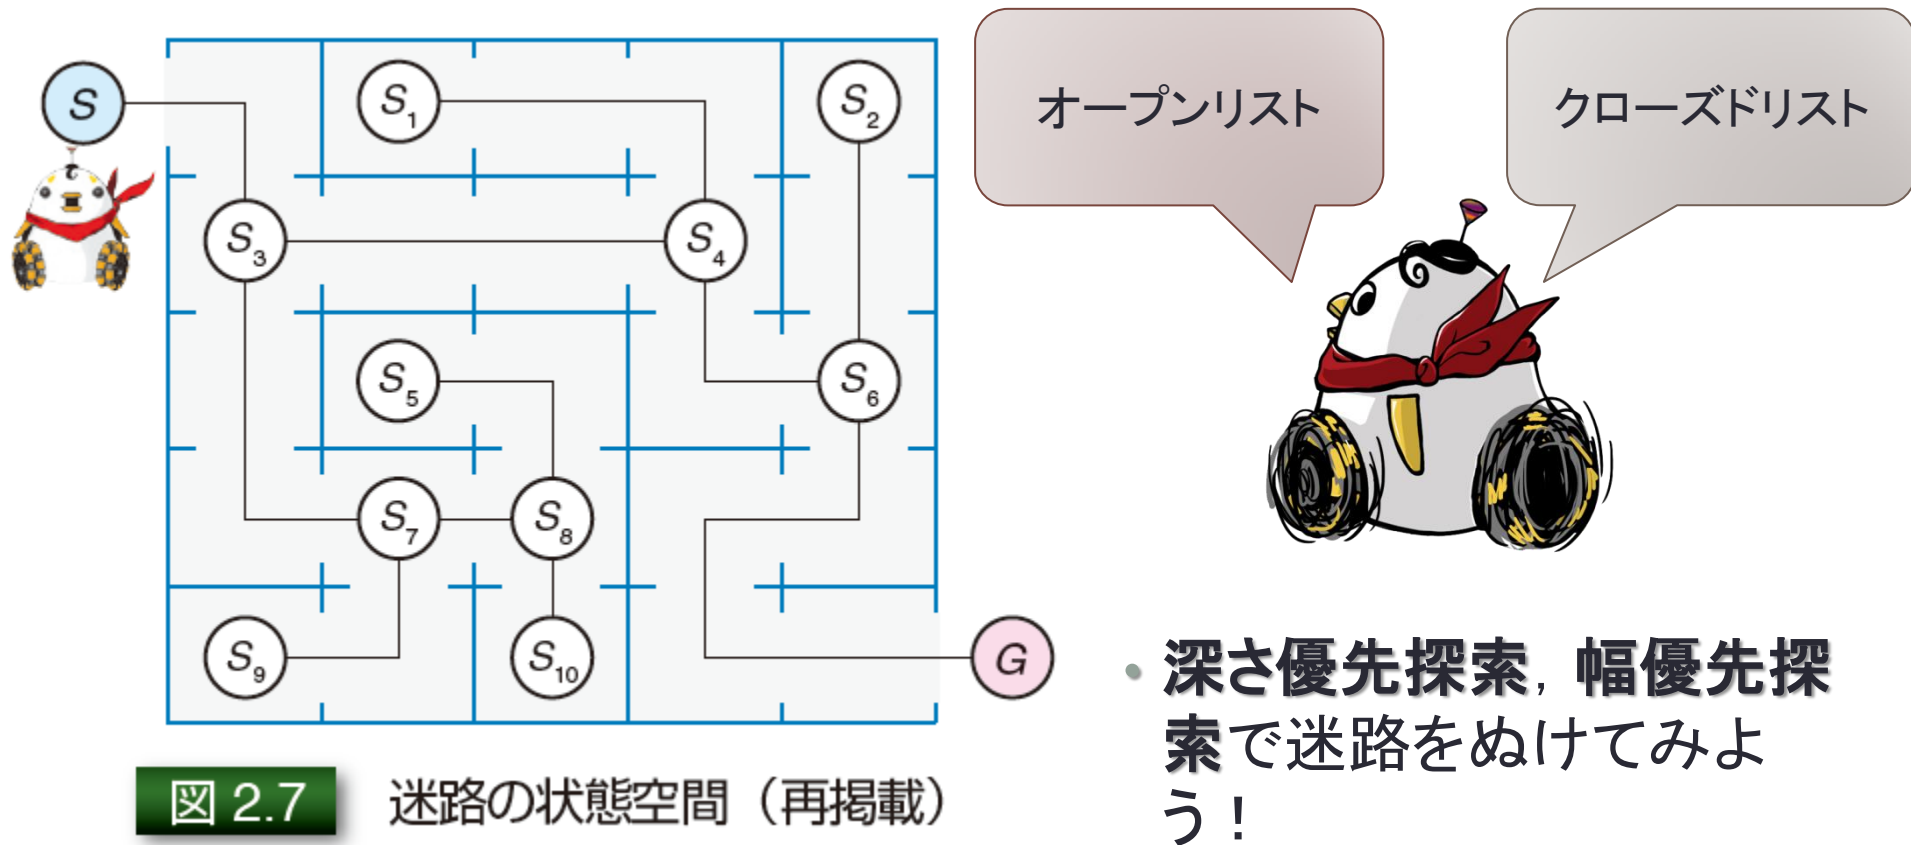 オープンリスト
クローズドリスト
S
S1
S2
S3
S4
S5
S6
S7
S8
S9
S10
G
• 深さ優先探索，幅優先探
索で迷路をぬけてみよ
う！
図 2.7 迷路の状態空間（再掲載）